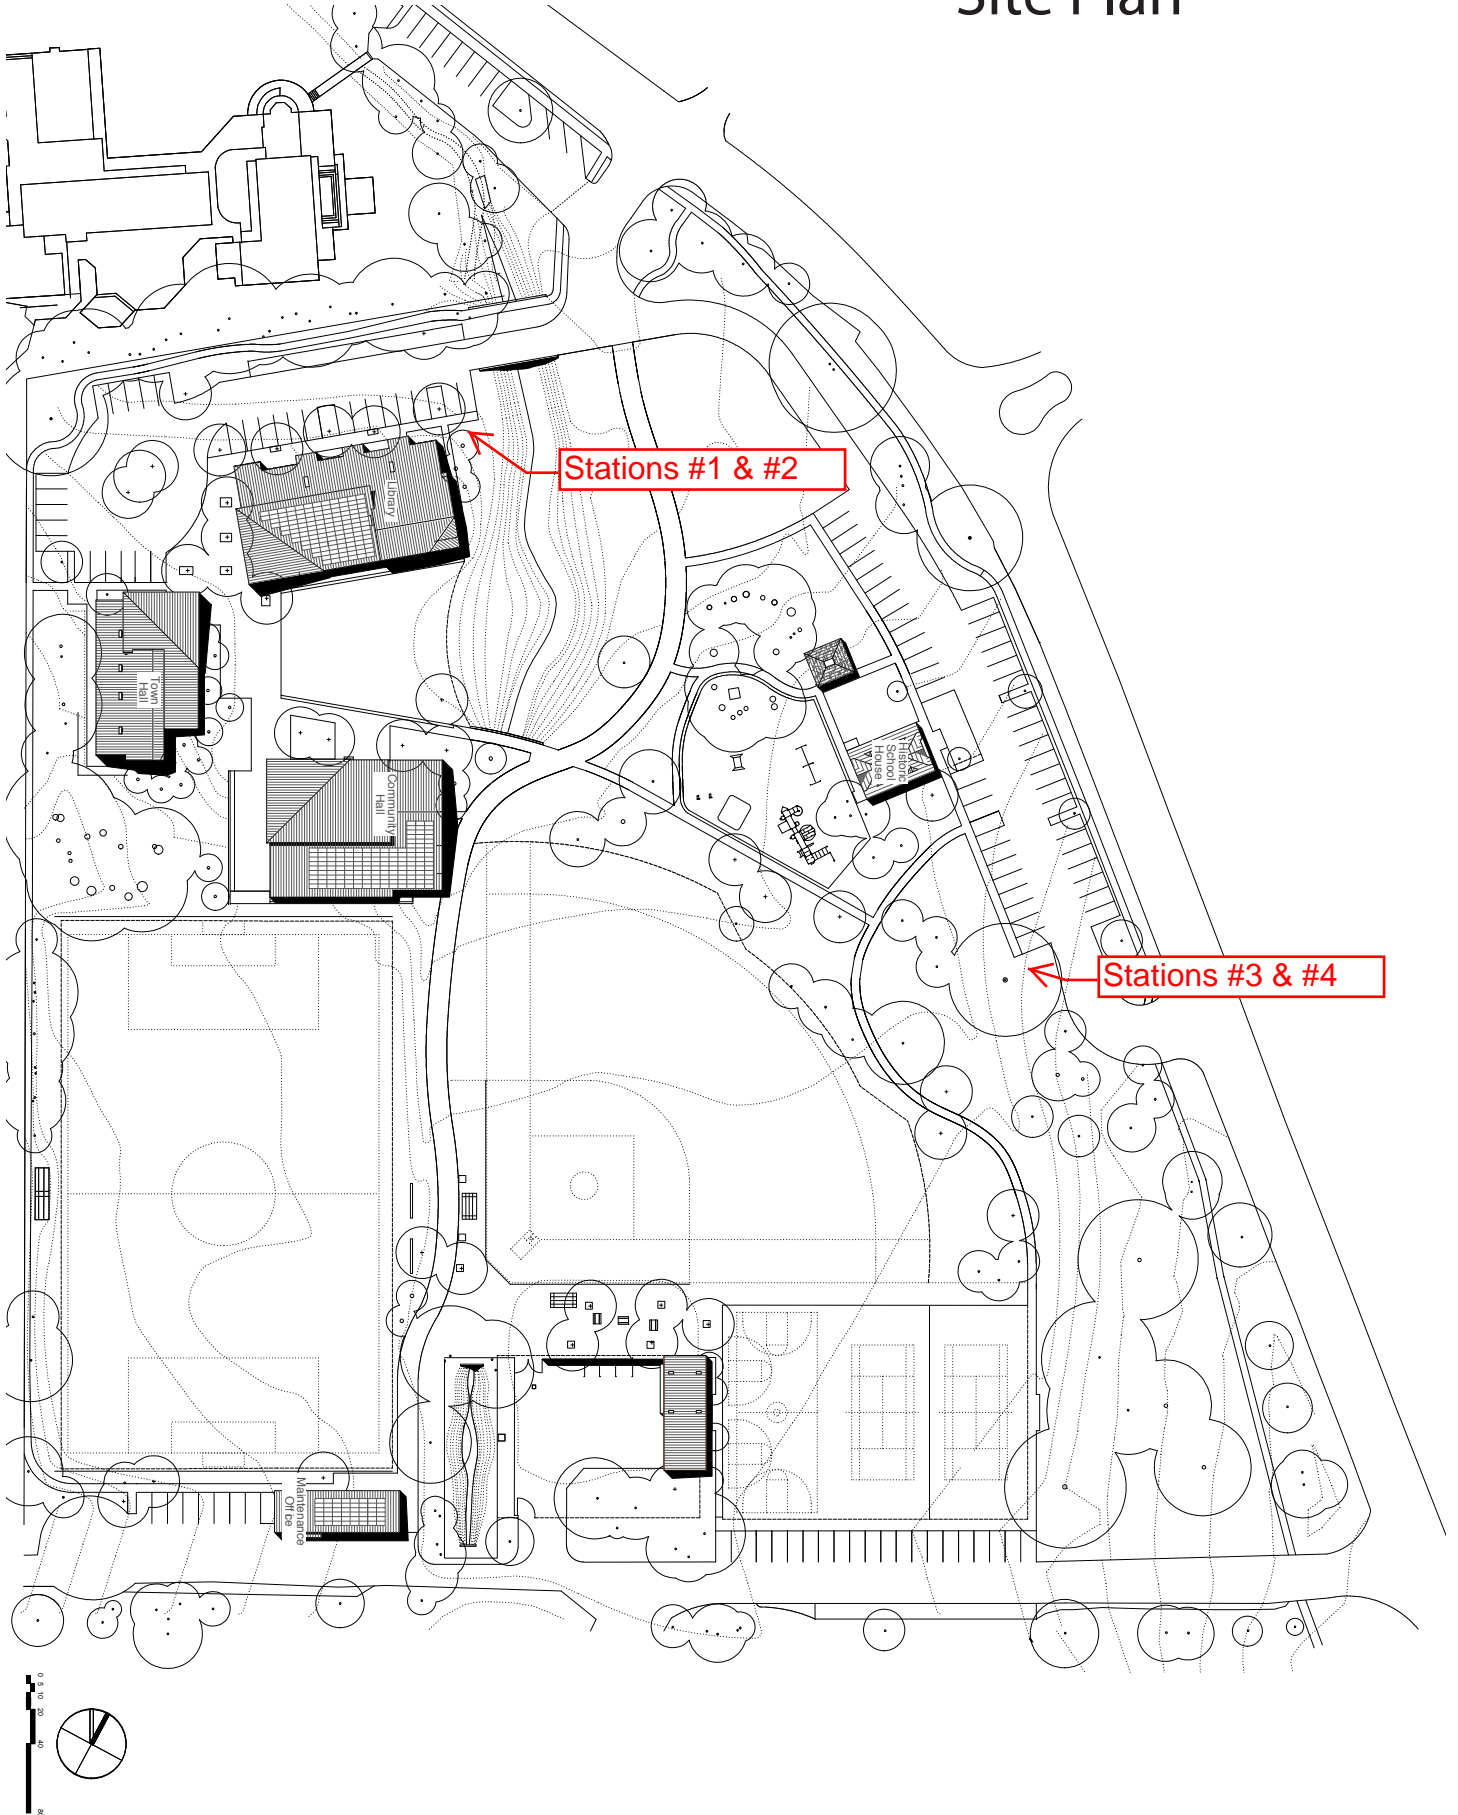 Site Plan
Stations #1 & #2
Library
Town
Hall
Historic
School
House
Community
Hall
Stations #3 & #4
Maintenance
Office
0 5 10 20 40